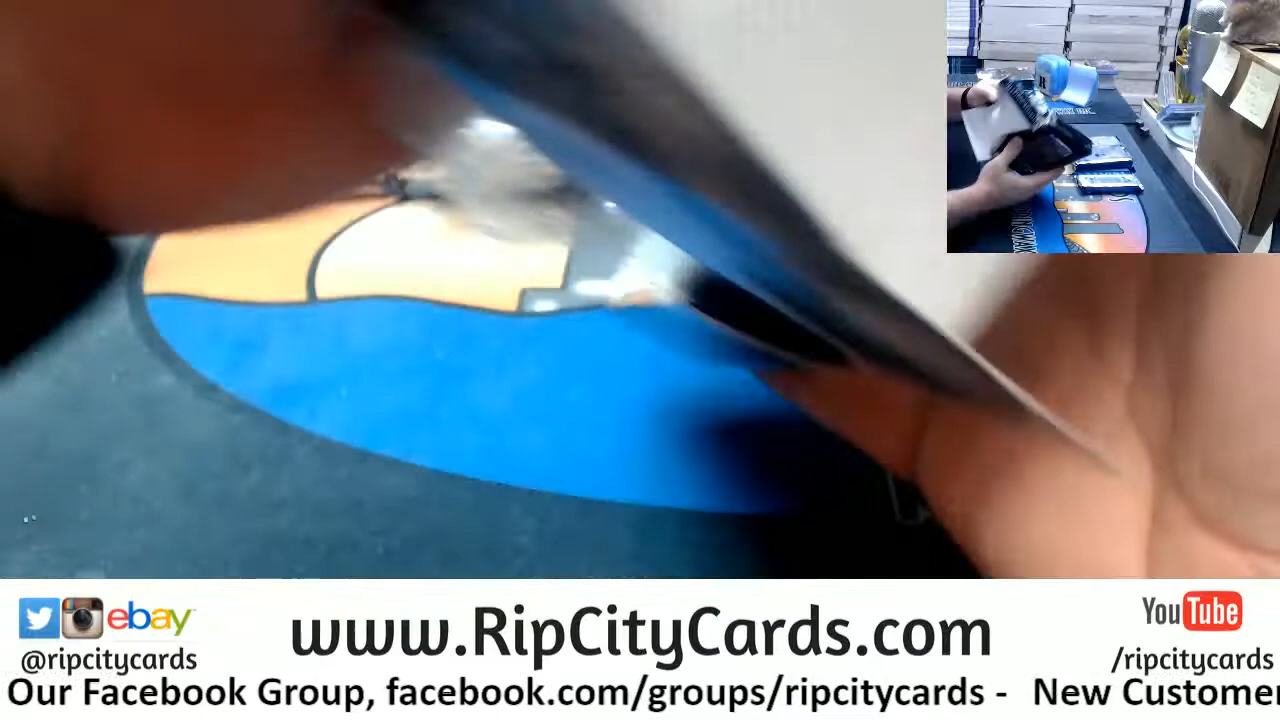 ebay
@ripcitycards
www.RipCityCards.com
YouTube
/ripcitycards
Our Facebook Group, facebook.com/groups/ripcitycards - New Customer